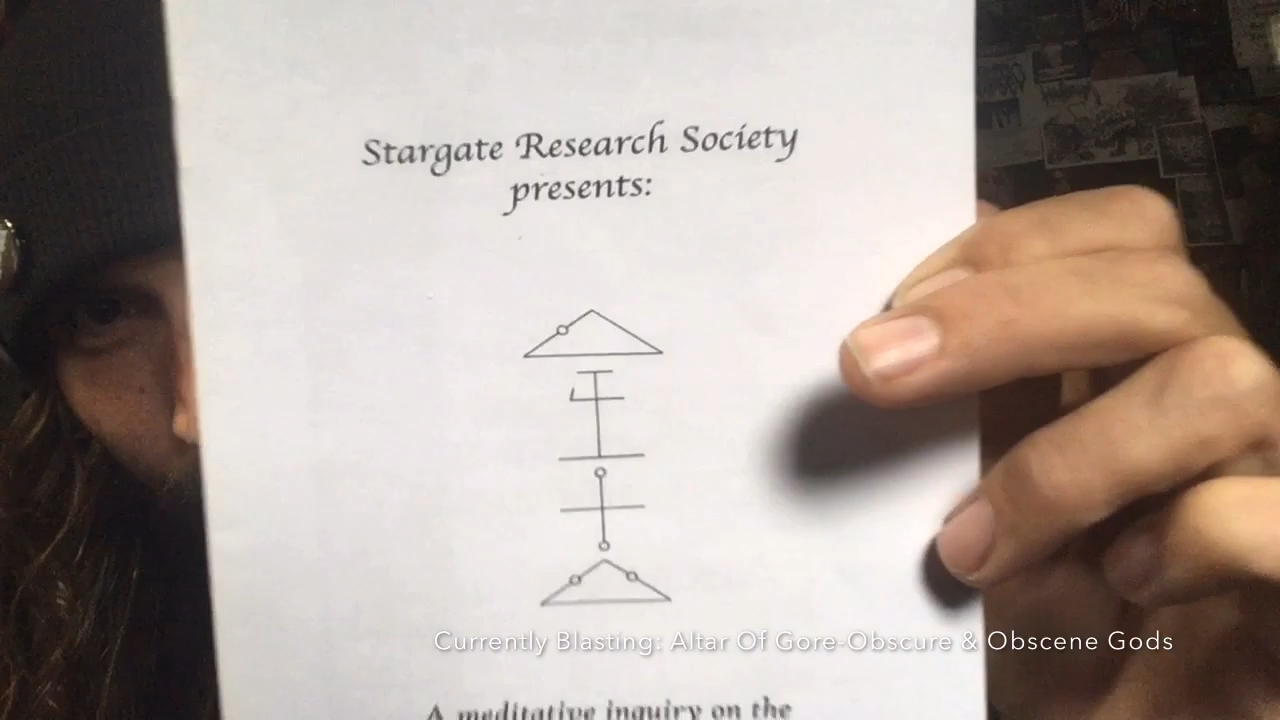 Stargate Research Society
presents:
Currently Blasting: Altar Of Gore-Obscure & Obscene Gods
A meditative inquiry on the